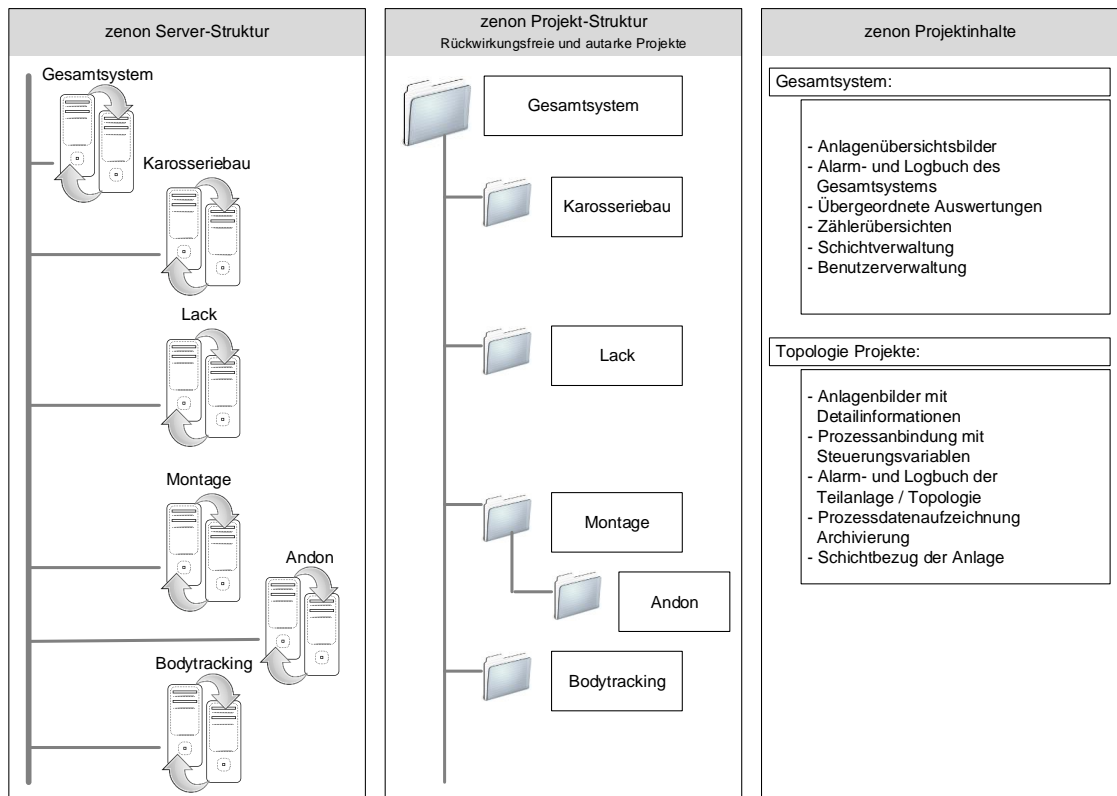 zenon Server-Struktur
Gesamtsystem
Karosseriebau
Lack
Montage
Andon
Bodytracking
zenon Projekt-Struktur
Rückwirkungsfreie und autarke Projekte
Gesamtsystem
Karosseriebau
Lack
Montage
Andon
Bodytracking
zenon Projektinhalte
Gesamtsystem:
- Anlagenübersichtsbilder
- Alarm- und Logbuch des
Gesamtsystems
- Übergeordnete Auswertungen
- Zählerübersichten
- Schichtverwaltung
- Benutzerverwaltung
Topologie Projekte:
- Anlagenbilder mit
Detailinformationen
- Prozessanbindung mit
Steuerungsvariablen
- Alarm- und Logbuch der
Teilanlage / Topologie
- Prozessdatenaufzeichnung
Archivierung
- Schichtbezug der Anlage